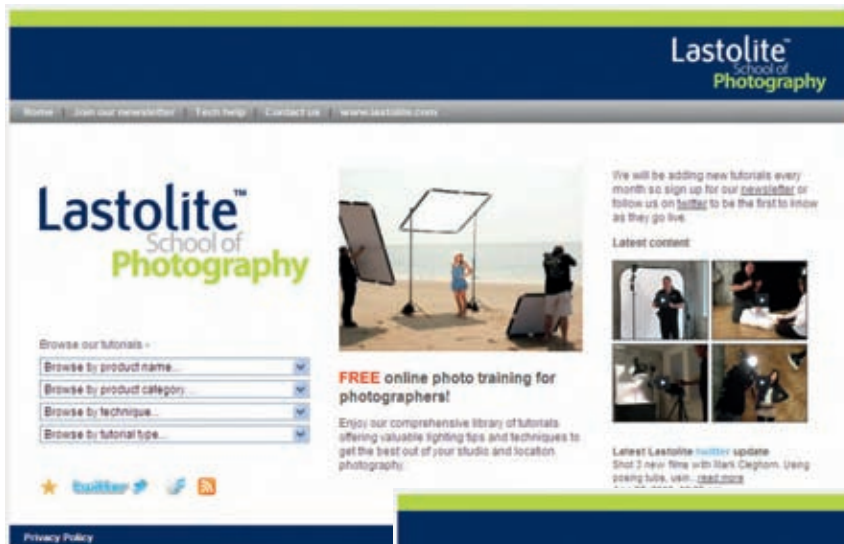 Lastolite™
School of
Photography
Home | Join our newsletter | Tech help | Contact us | www.lastolite.com
Lastolite™
School of
Photography
Browse our tutorials -
Browse by product name...
Browse by product category...
Browse by technique...
Browse by tutorial type...
twitter
Privacy Policy
FREE online photo training for
photographers!
Enjoy our comprehensive library of tutorials
offering valuable lighting tips and techniques to
get the best out of your studio and location
photography.
We will be adding new tutorials every
month so sign up for our newsletter or
follow us on twitter to be the first to know
as they go live.
Latest content
Latest Lastolite twitter update
Shot 3 new films with Mark Cleghorn. Using
posing tubs, usin...read more